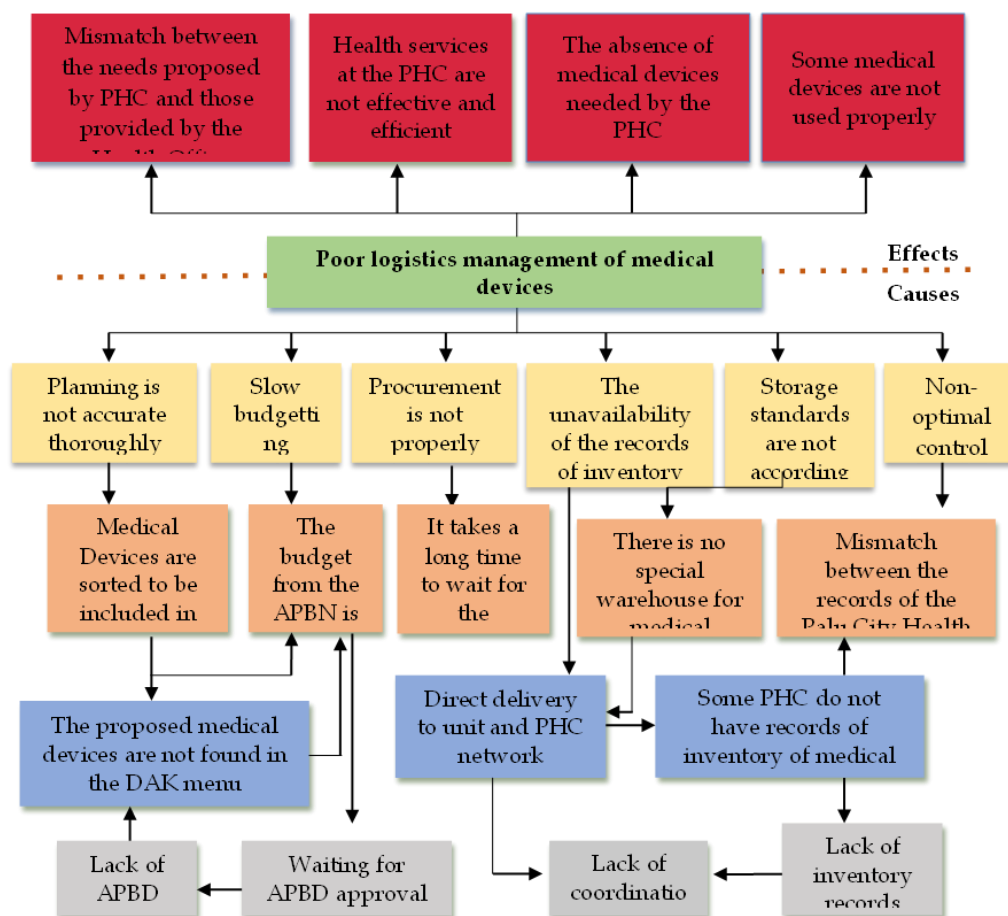 Mismatch between
the needs proposed
by PHC and those
provided by the
Health services
at the PHC are
not effective and
efficient
The absence of
medical devices
needed by the
PHC
Some medical
devices are not
used properly
Poor logistics management of medical
devices
Effects
Causes
Planning is
not accurate
thoroughly
Slow
budgetti
ng
Procurement
is not
properly
The
unavailability
of the records
of inventory
Storage
standards
are not
according
Non-
optimal
control
Medical
Devices are
sorted to be
included in
The
budget
from the
APBN is
It takes a
long time
to wait for
the
There is no
special
warehouse for
medical
Mismatch
between the
records of the
Palu City Health
The proposed medical
devices are not found in
the DAK menu
Direct delivery
to unit and PHC
network
Some PHC do not
have records of
inventory of medical
Lack of
APBD
Waiting for
APBD approval
Lack of
coordinatio
Lack of
inventory
records